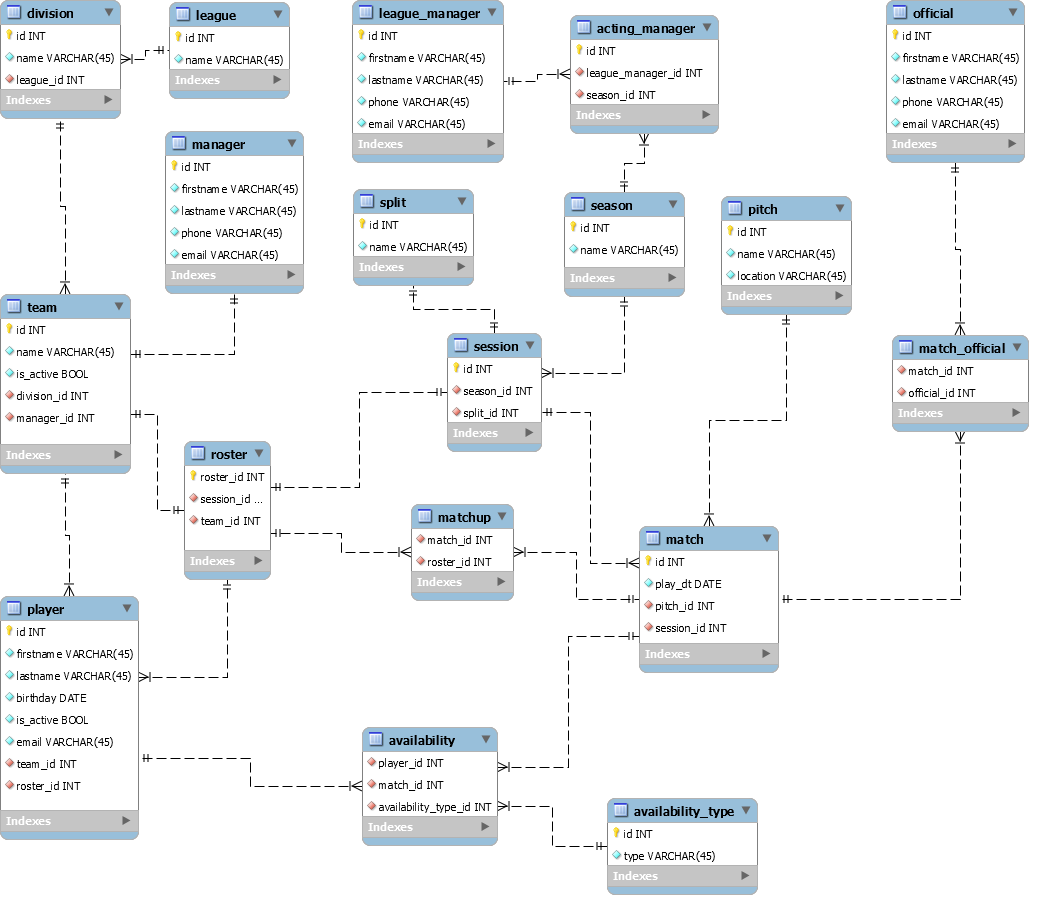 division
id INT
name VARCHAR(45)
league_id INT
Indexes
league
id INT
name VARCHAR(45)
Indexes
league_manager
id INT
firstname VARCHAR(45)
lastname VARCHAR(45)
phone VARCHAR(45)
email VARCHAR(45)
Indexes
acting_manager
id INT
league_manager_id INT
season_id INT
Indexes
official
id INT
firstname VARCHAR(45)
lastname VARCHAR(45)
phone VARCHAR(45)
email VARCHAR(45)
Indexes
manager
id INT
firstname VARCHAR(45)
lastname VARCHAR(45)
phone VARCHAR(45)
email VARCHAR(45)
Indexes
split
id INT
name VARCHAR(45)
Indexes
season
id INT
name VARCHAR(45)
Indexes
pitch
id INT
name VARCHAR(45)
location VARCHAR(45)
Indexes
team
id INT
name VARCHAR(45)
is_active BOOL
division_id INT
manager_id INT
Indexes
session
id INT
season_id INT
split_id INT
Indexes
match_official
match_id INT
official_id INT
Indexes
roster
roster_id INT
session_id ...
team_id INT
Indexes
matchup
match_id INT
roster_id INT
Indexes
match
id INT
play_dt DATE
pitch_id INT
session_id INT
Indexes
player
id INT
firstname VARCHAR(45)
lastname VARCHAR(45)
birthday DATE
is_active BOOL
email VARCHAR(45)
team_id INT
roster_id INT
Indexes
availability
player_id INT
match_id INT
availability_type_id INT
Indexes
availability_type
id INT
type VARCHAR(45)
Indexes